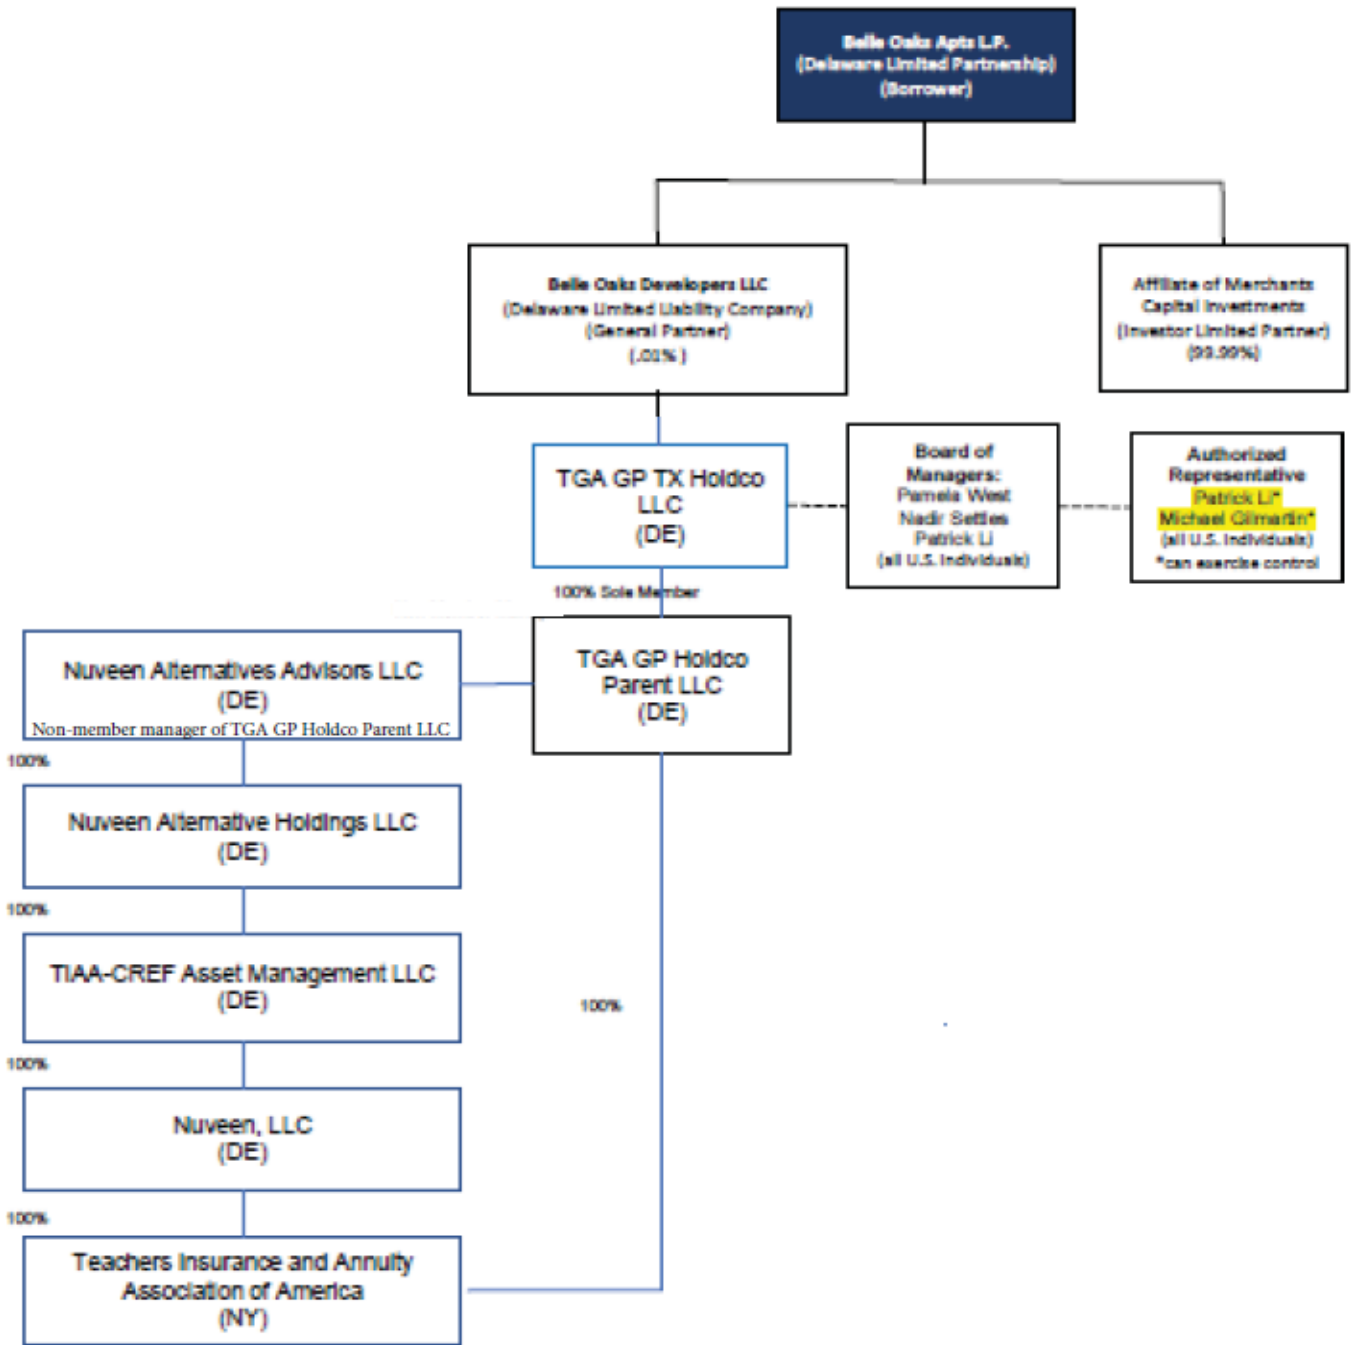 Belle Oaks Apts L.P.
(Delaware Limited Partnership)
(Borrower)
Belle Oaks Developers LLC
(Delaware Limited Liability Company)
(General Partner)
(.01% )
Affiliate of Merchants
Capital Investments
(Investor Limited Partner)
(99.99%)
TGA GP TX Holdco
LLC
(DE)
Board of
Managers:
Pamela West
Nadir Settles
Patrick Li
(all U.S. Individuals)
Authorized
Representative
Patrick Li*
Michael Gilmartin*
(all U.S. Individuals)
*can exercise control
100% Sole Member
TGA GP Holdco
Parent LLC
(DE)
Nuveen Alternatives Advisors LLC
(DE)
Non-member manager of TGA GP Holdco Parent LLC
100%
Nuveen Alternative Holdings LLC
(DE)
100%
TIAA-CREF Asset Management LLC
(DE)
100%
100%
Nuveen, LLC
(DE)
100%
Teachers Insurance and Annuity
Association of America
(NY)